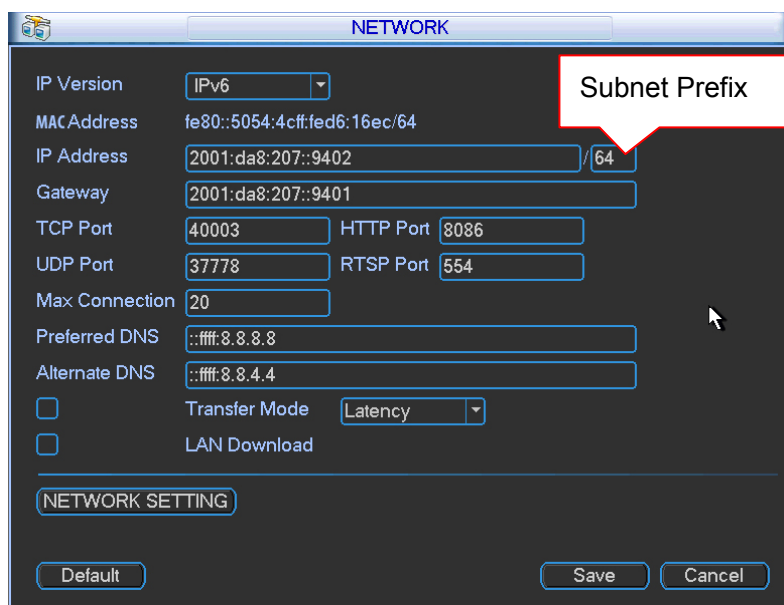 NETWORK
Subnet Prefix
IP Version IPv6
MAC Address fe80::5054:4cff:fed6:16ec/64
IP Address 2001:da8:207::9402 / 64
Gateway 2001:da8:207::9401
TCP Port 40003 HTTP Port 8086
UDP Port 37778 RTSP Port 554
Max Connection 20
Preferred DNS ::ffff:8.8.8.8
Alternate DNS ::ffff:8.8.4.4
Transfer Mode Latency
LAN Download
NETWORK SETTING
Default Save Cancel